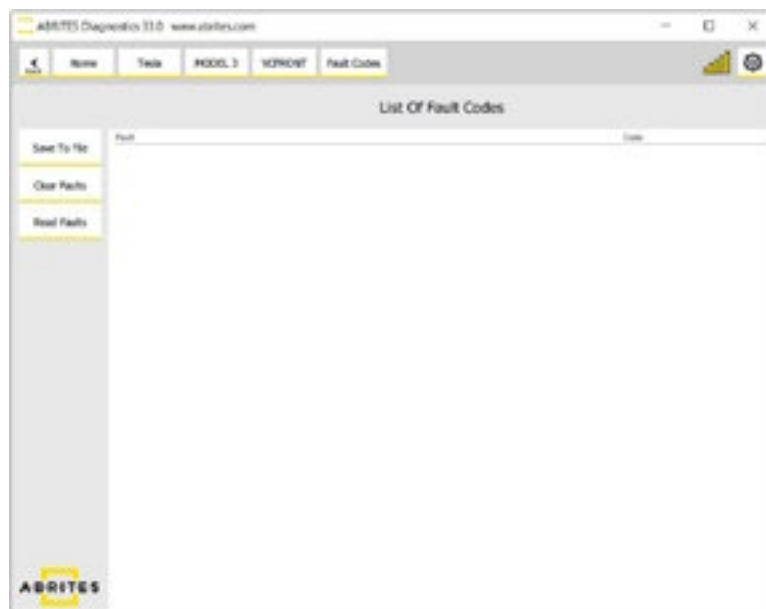 ABRITES Diagnostics 33.0 www.abrites.com
Home Tesla MODEL 3 VCFRONT Fault Codes
List Of Fault Codes
Fault Code
Save To File
Clear Faults
Read Faults
ABRITES